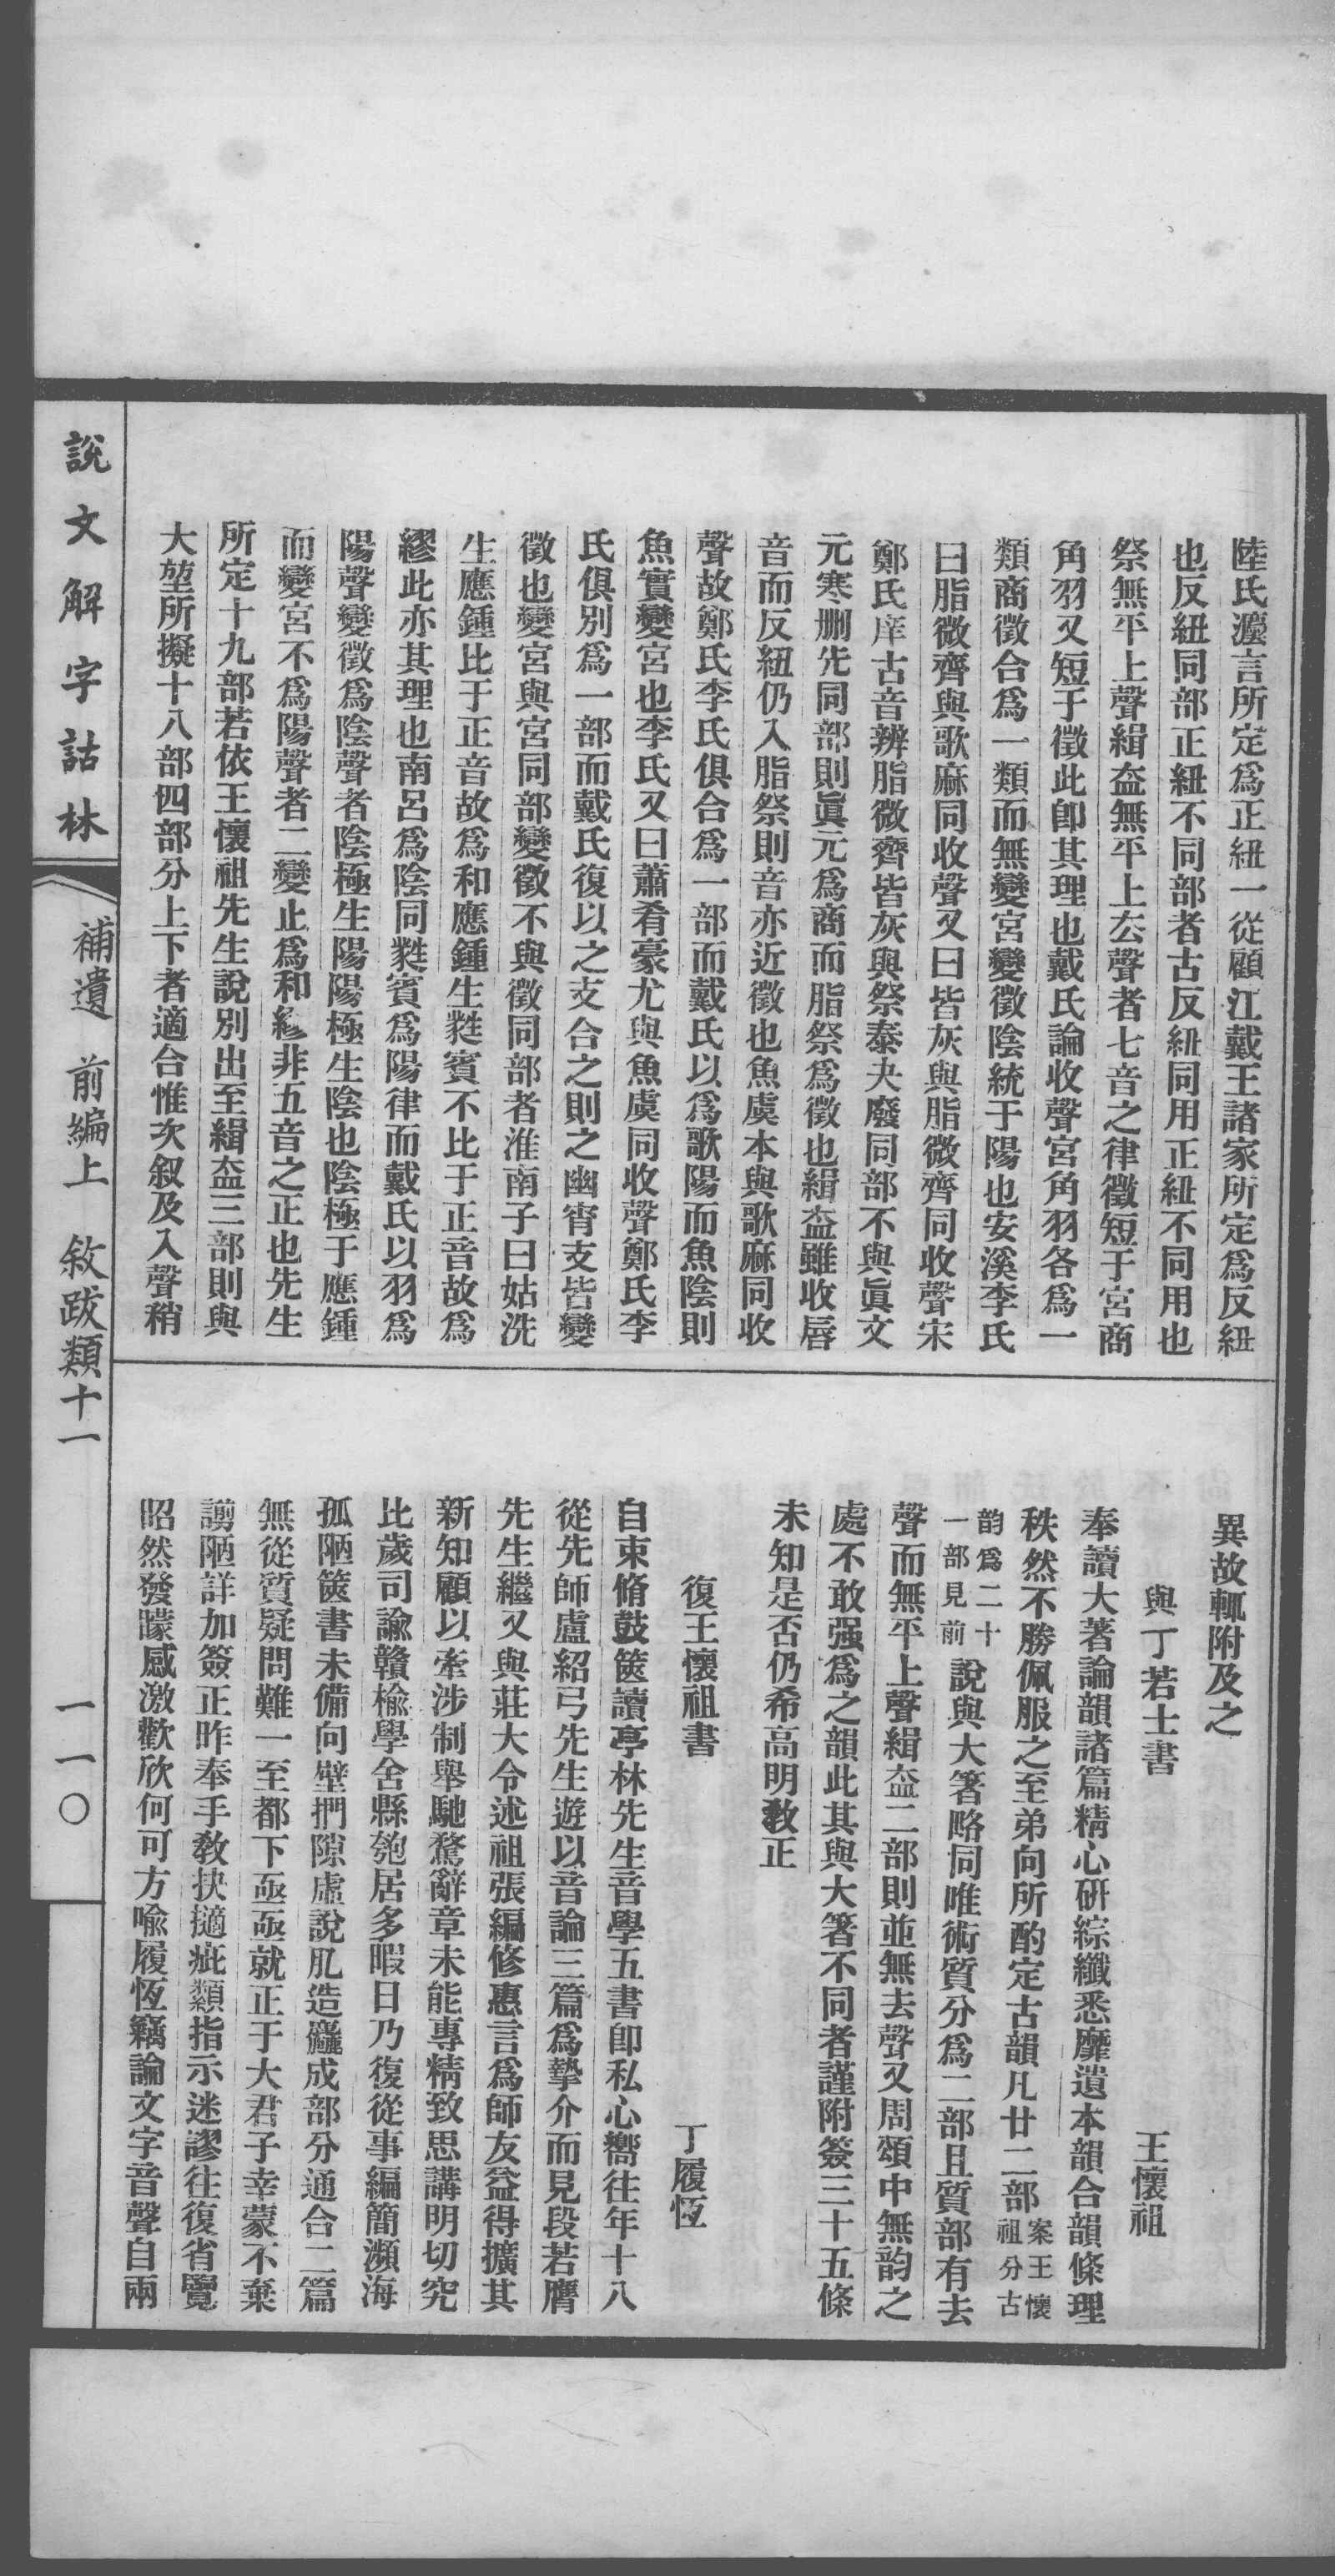 陸氏灋言所定爲正紐一從顧江戴王諸家所定爲反紐
也反紐同部正紐不同部者古反紐同用正紐不同用也
祭無平上聲緝盍無平上厺聲者七音之律徵短于宮商
角羽又短于徵此卽其理也戴氏論收聲宮角羽各爲一
類商徵合爲一類而無變宮變徵陰統于陽也安溪李氏
曰脂微齊與歌麻同收聲又曰皆灰與脂微齊同收聲宋
鄭氏庠古音辨脂微齊皆灰與祭泰夬廢同部不與眞文
元寒删先同部則眞元爲商而脂祭爲徵也緝盍雖收唇
音而反紐仍入脂祭則音亦近徵也魚虞本與歌麻同收
聲故鄭氏李氏俱合爲一部而戴氏以爲歌陽而魚陰則
魚實變宮也李氏又曰蕭肴豪尤與魚虞同收聲鄭氏李
氏俱別爲一部而戴氏復以之支合之則之幽宵支皆變
徵也變宮與宮同部變徵不與徵同部者淮南子曰姑洗
生應鍾比于正音故爲和應鍾生蕤賓不比于正音故爲
繆此亦其理也南呂爲陰同蕤賓爲陽律而戴氏以羽爲
陽聲變徵爲陰聲者陰極生陽陽極生陰也陰極于應鍾
而變宮不爲陽聲者二變止爲和繆非五音之正也先生
所定十九部若依王懷祖先生說別出至緝盍三部則與
大堃所擬十八部四部分上下者適合惟次叙及入聲稍
異故輒附及之
與丁若士書 王懷祖
奉讀大著論韻諸篇精心研綜纖悉靡遺本韻合韻條理
秩然不勝佩服之至弟向所酌定古韻凡廿二部案王懷祖分古
韵爲二十一部見前說與大箸略同唯術質分爲二部且質部有去
聲而無平上聲緝盍二部則並無去聲又周頌中無韵之
處不敢强爲之韻此其與大箸不同者謹附簽三十五條
未知是否仍希高明敎正
復王懷祖書 丁履恆
自束脩鼓篋讀亭林先生音學五書卽私心嚮往年十八
從先師盧紹弓先生遊以音論三篇爲摯介而見段若膺
先生繼又與莊大令述祖張編修惠言爲師友益得擴其
新知顧以牽涉制舉馳騖辭章未能專精致思講明切究
比歲司諭贛楡學舍縣匏居多暇日乃復從事編簡瀕海
孤陋篋書未備向壁捫隙虛說肊造麤成部分通合二篇
無從質疑問難一至都下亟亟就正于大君子幸蒙不棄
謭陋詳加簽正昨奉手敎抉擿疵纇指示迷謬往復省覽
昭然發矇感激歡欣何可方喩履恆竊論文字音聲自兩
說文解字詁林
補遺 前編上 敘跋類十一
一一〇